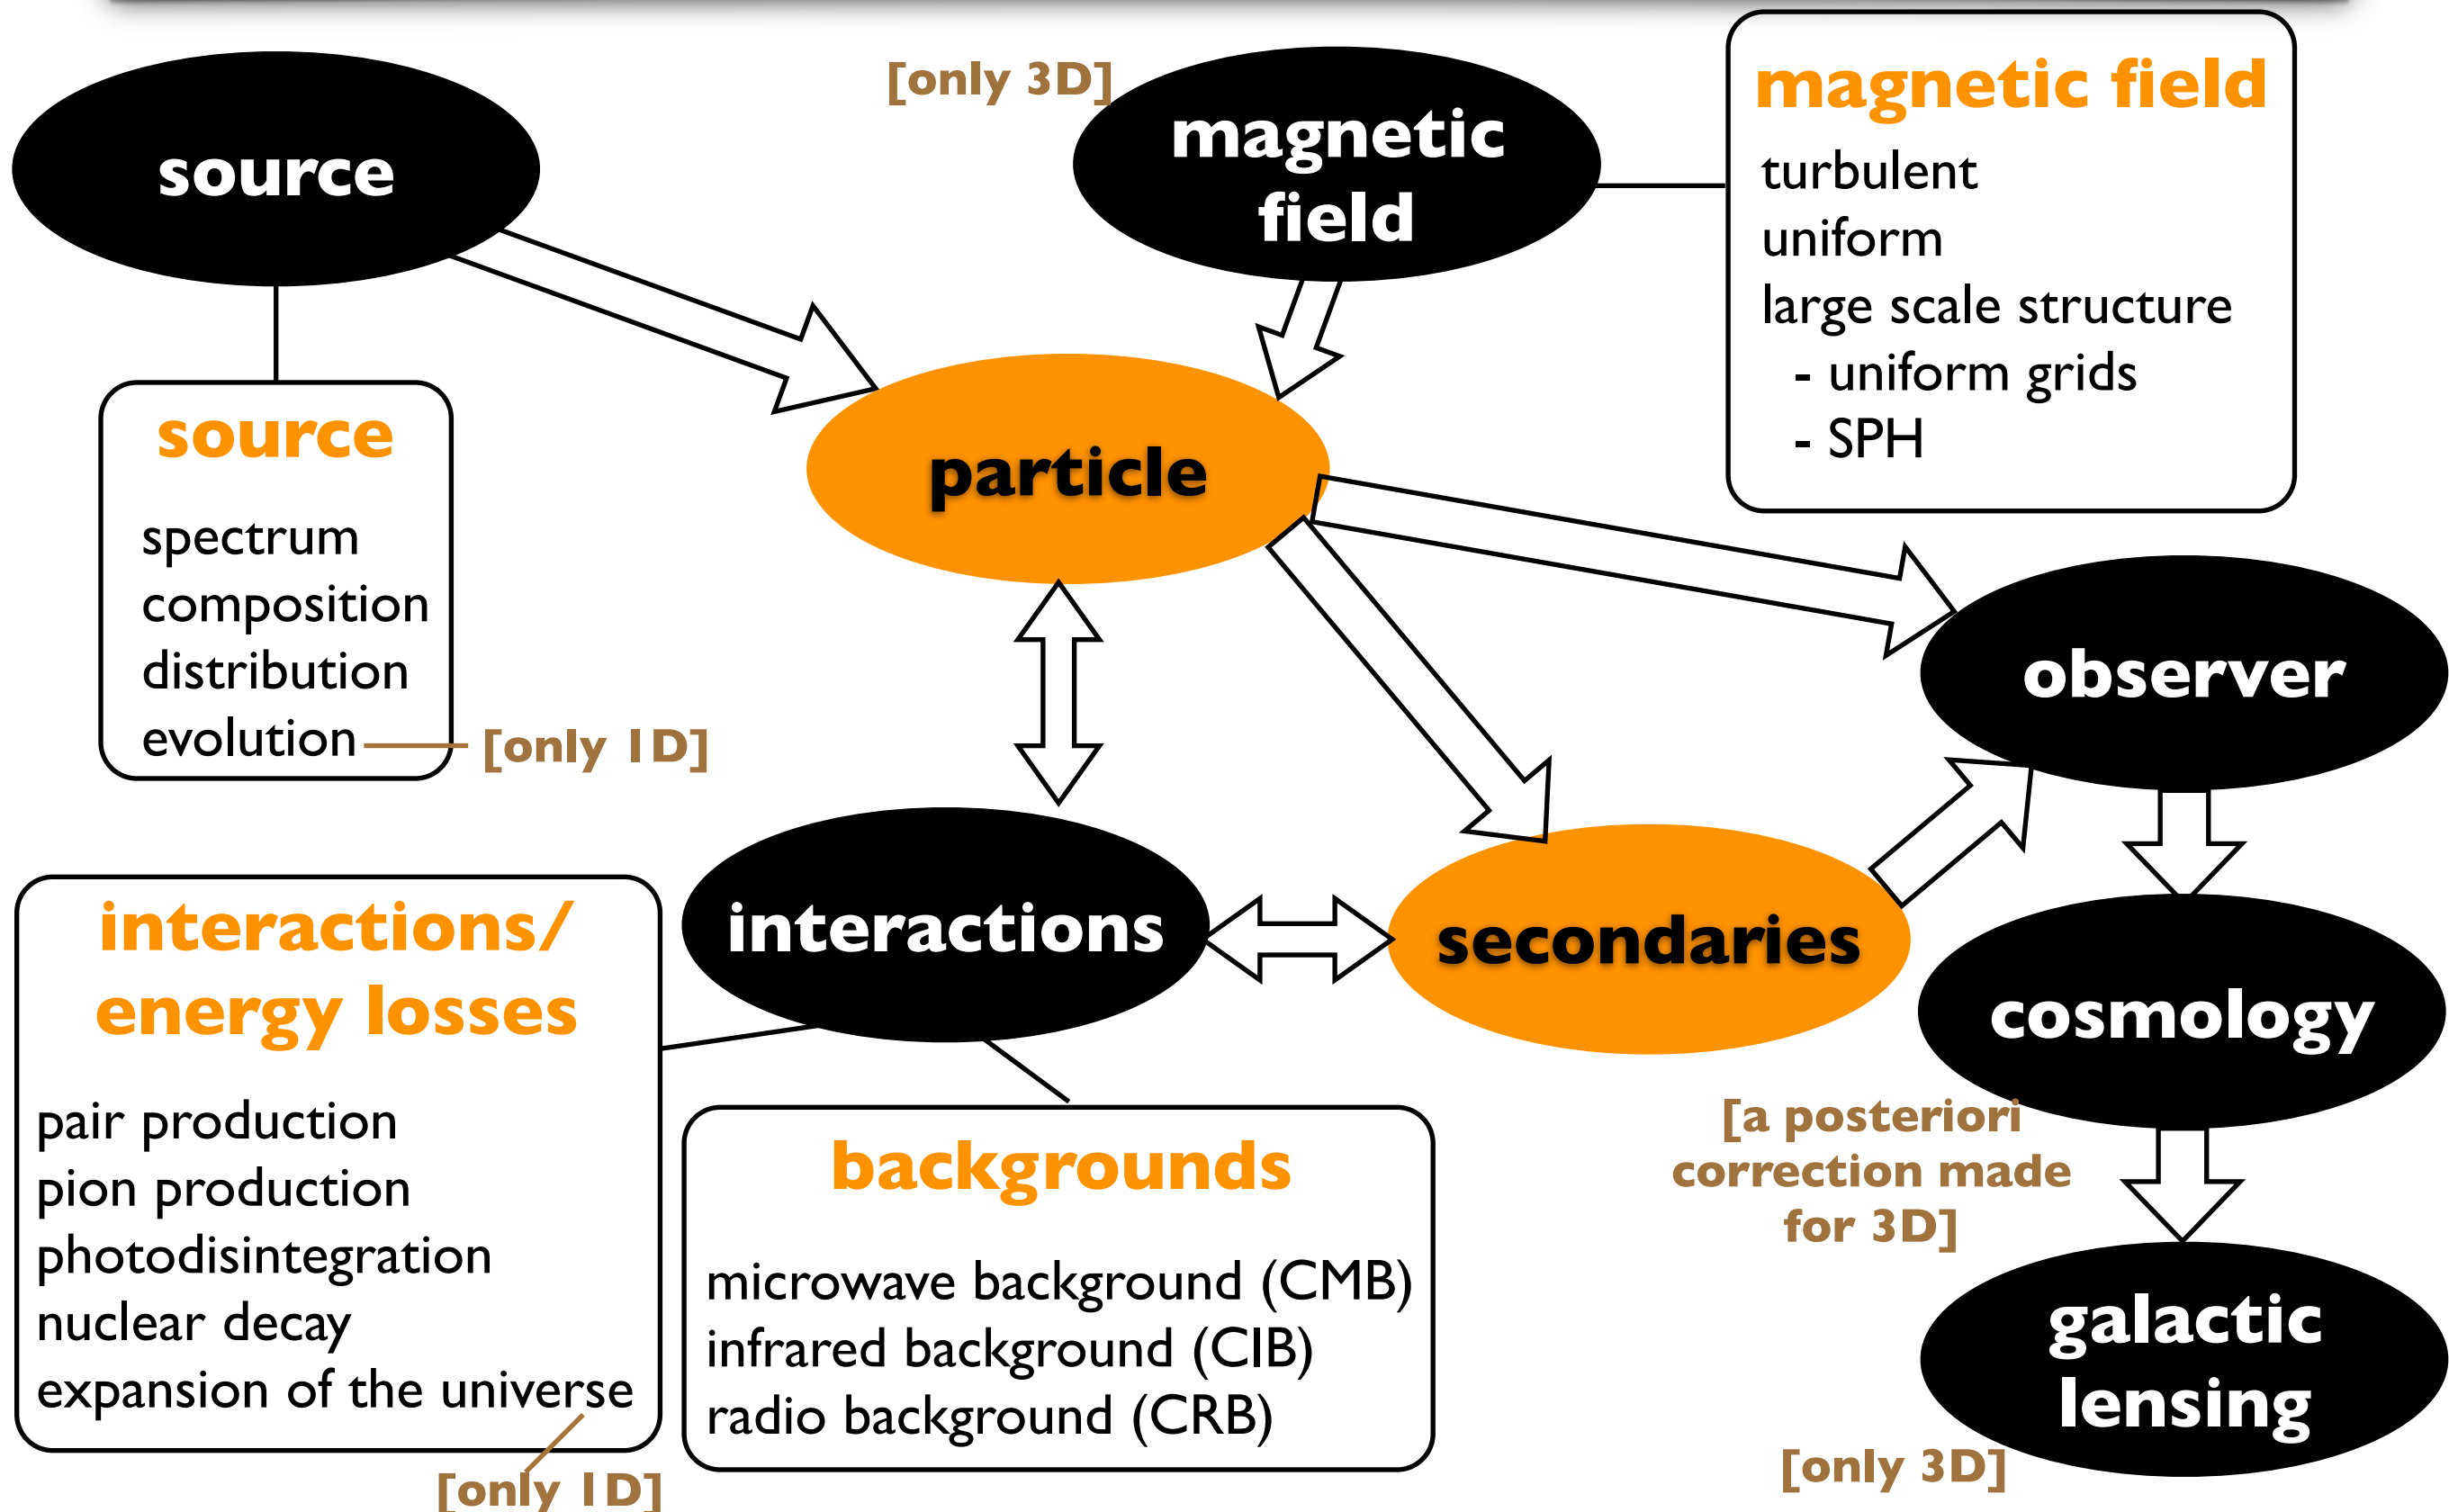 source
[only 3D]
magnetic
field
magnetic field
turbulent
uniform
large scale structure
- uniform grids
- SPH
source
spectrum
composition
distribution
evolution
[only 1D]
particle
observer
interactions
secondaries
cosmology
interactions/
energy losses
pair production
pion production
photodisintegration
nuclear decay
expansion of the universe
[only 1D]
backgrounds
microwave background (CMB)
infrared background (CIB)
radio background (CRB)
[a posteriori
correction made
for 3D]
galactic
lensing
[only 3D]